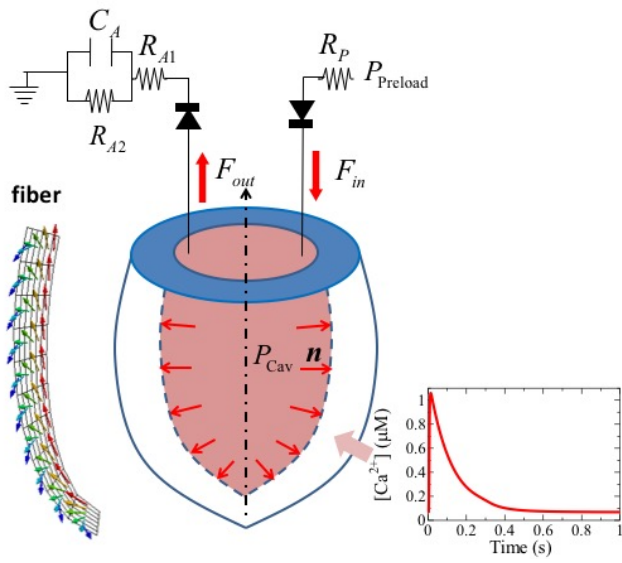 C_A
R_A1
R_P
P_Preload
R_A2
F_out
F_in
fiber
P_Cav n
[Ca²⁺] (μM)
1
0.8
0.6
0.4
0.2
0
0 0.2 0.4 0.6 0.8 1
Time (s)